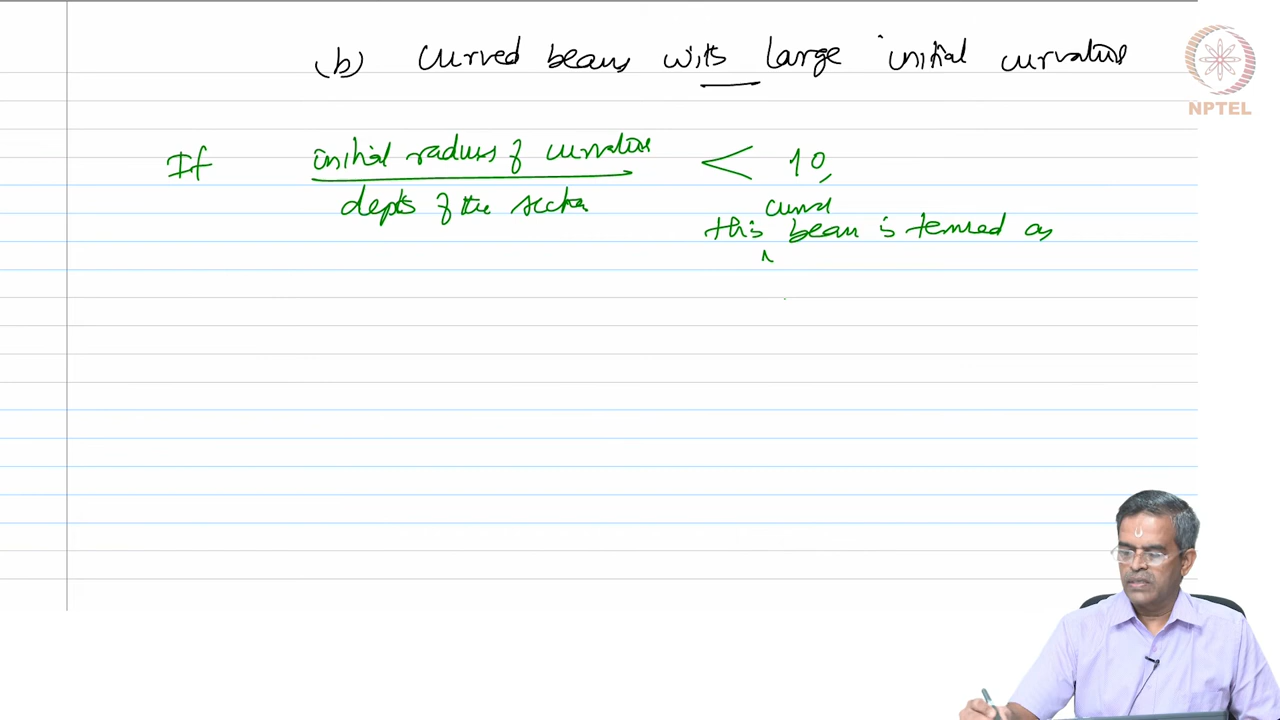 (b) curved beams with large initial curvature
NPTEL
If initial radius of curvature < 10,
depth of the section
curved
this beam is termed as